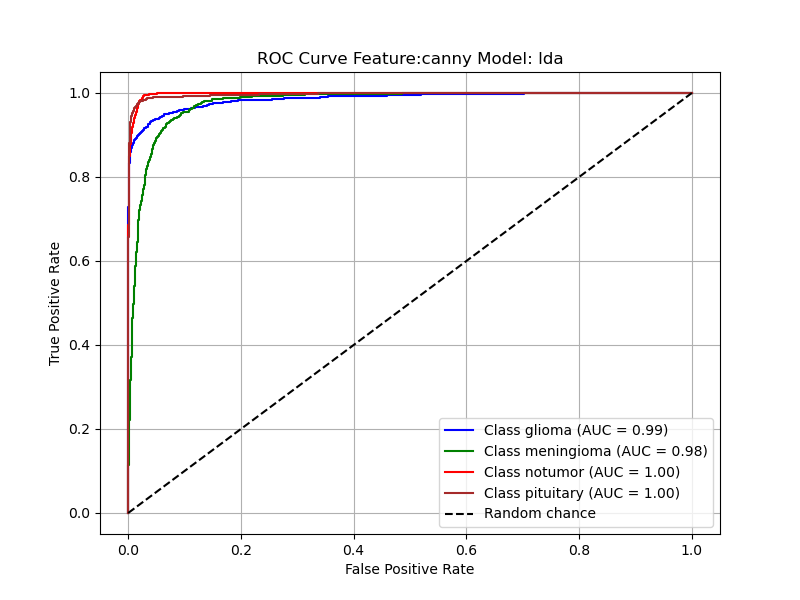 ROC Curve Feature:canny Model: lda
True Positive Rate
1.0
0.8
0.6
0.4
0.2
0.0
Class glioma (AUC = 0.99)
Class meningioma (AUC = 0.98)
Class notumor (AUC = 1.00)
Class pituitary (AUC = 1.00)
Random chance
0.0 0.2 0.4 0.6 0.8 1.0
False Positive Rate